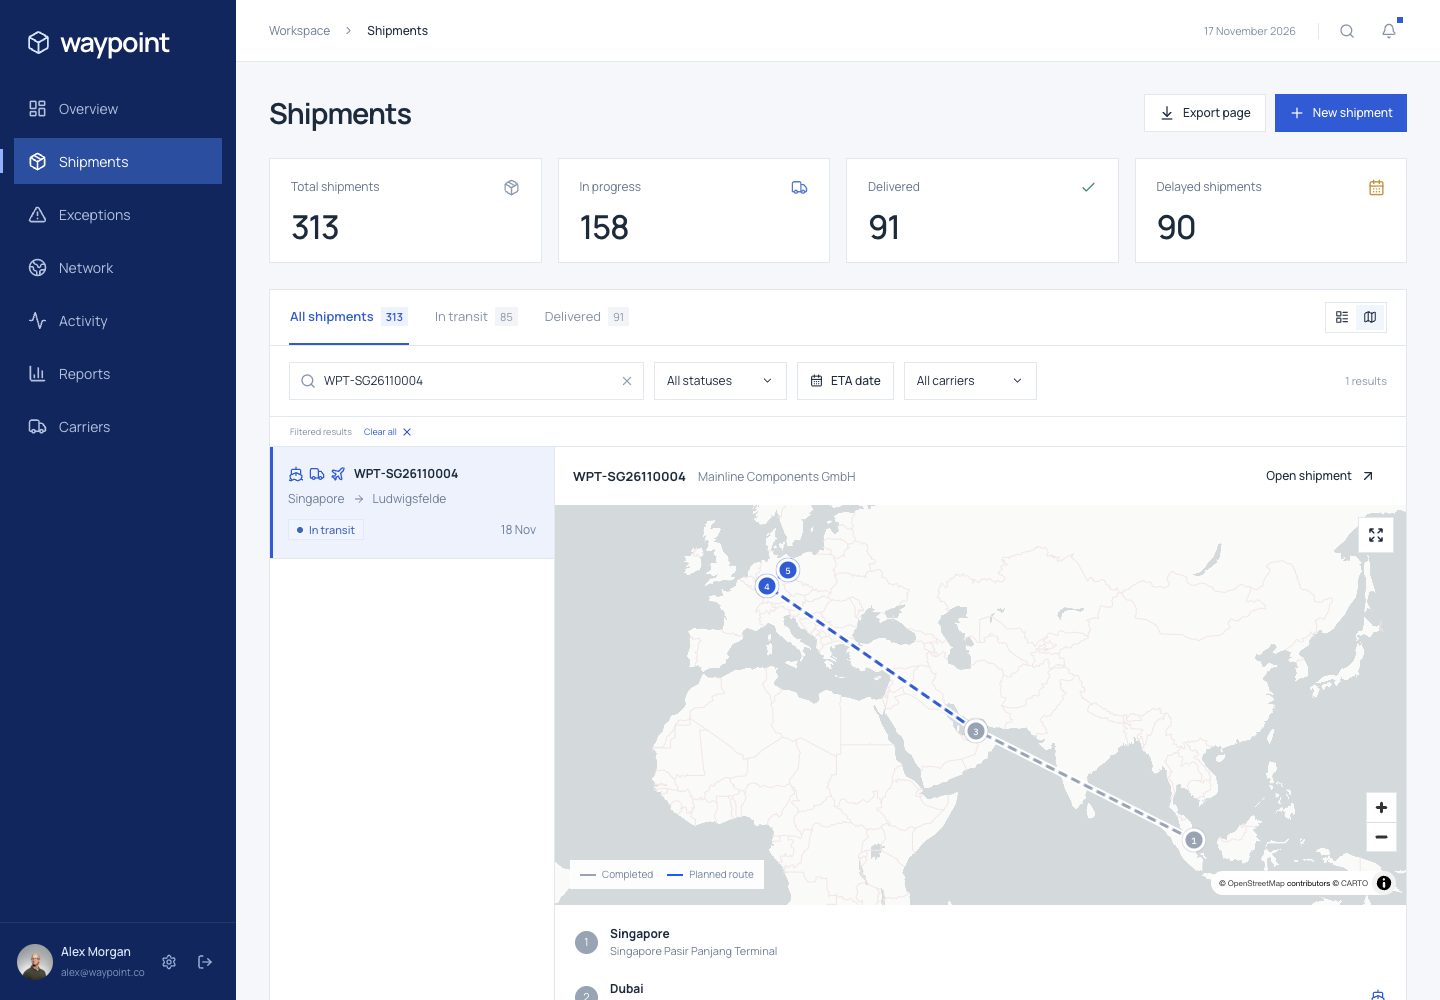 waypoint
Overview
Shipments
Exceptions
Network
Activity
Reports
Carriers
Alex Morgan
alex@waypoint.co
Workspace > Shipments
17 November 2026
Shipments
Export page
New shipment
Total shipments
313
In progress
158
Delivered
91
Delayed shipments
90
All shipments 313
In transit 85
Delivered 91
WPT-SG26110004
All statuses
ETA date
All carriers
1 results
Filtered results
Clear all
WPT-SG26110004
Singapore → Ludwigsfelde
In transit
18 Nov
WPT-SG26110004 Mainline Components GmbH
Open shipment
5
4
3
1
Completed
Planned route
© OpenStreetMap contributors © CARTO
1
Singapore
Singapore Pasir Panjang Terminal
2
Dubai